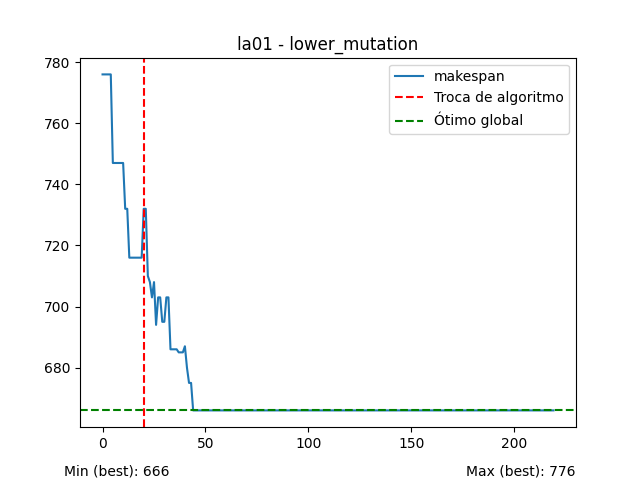 la01 - lower_mutation
makespan
Troca de algoritmo
Ótimo global
780
760
740
720
700
680
0
50
100
150
200
Min (best): 666
Max (best): 776